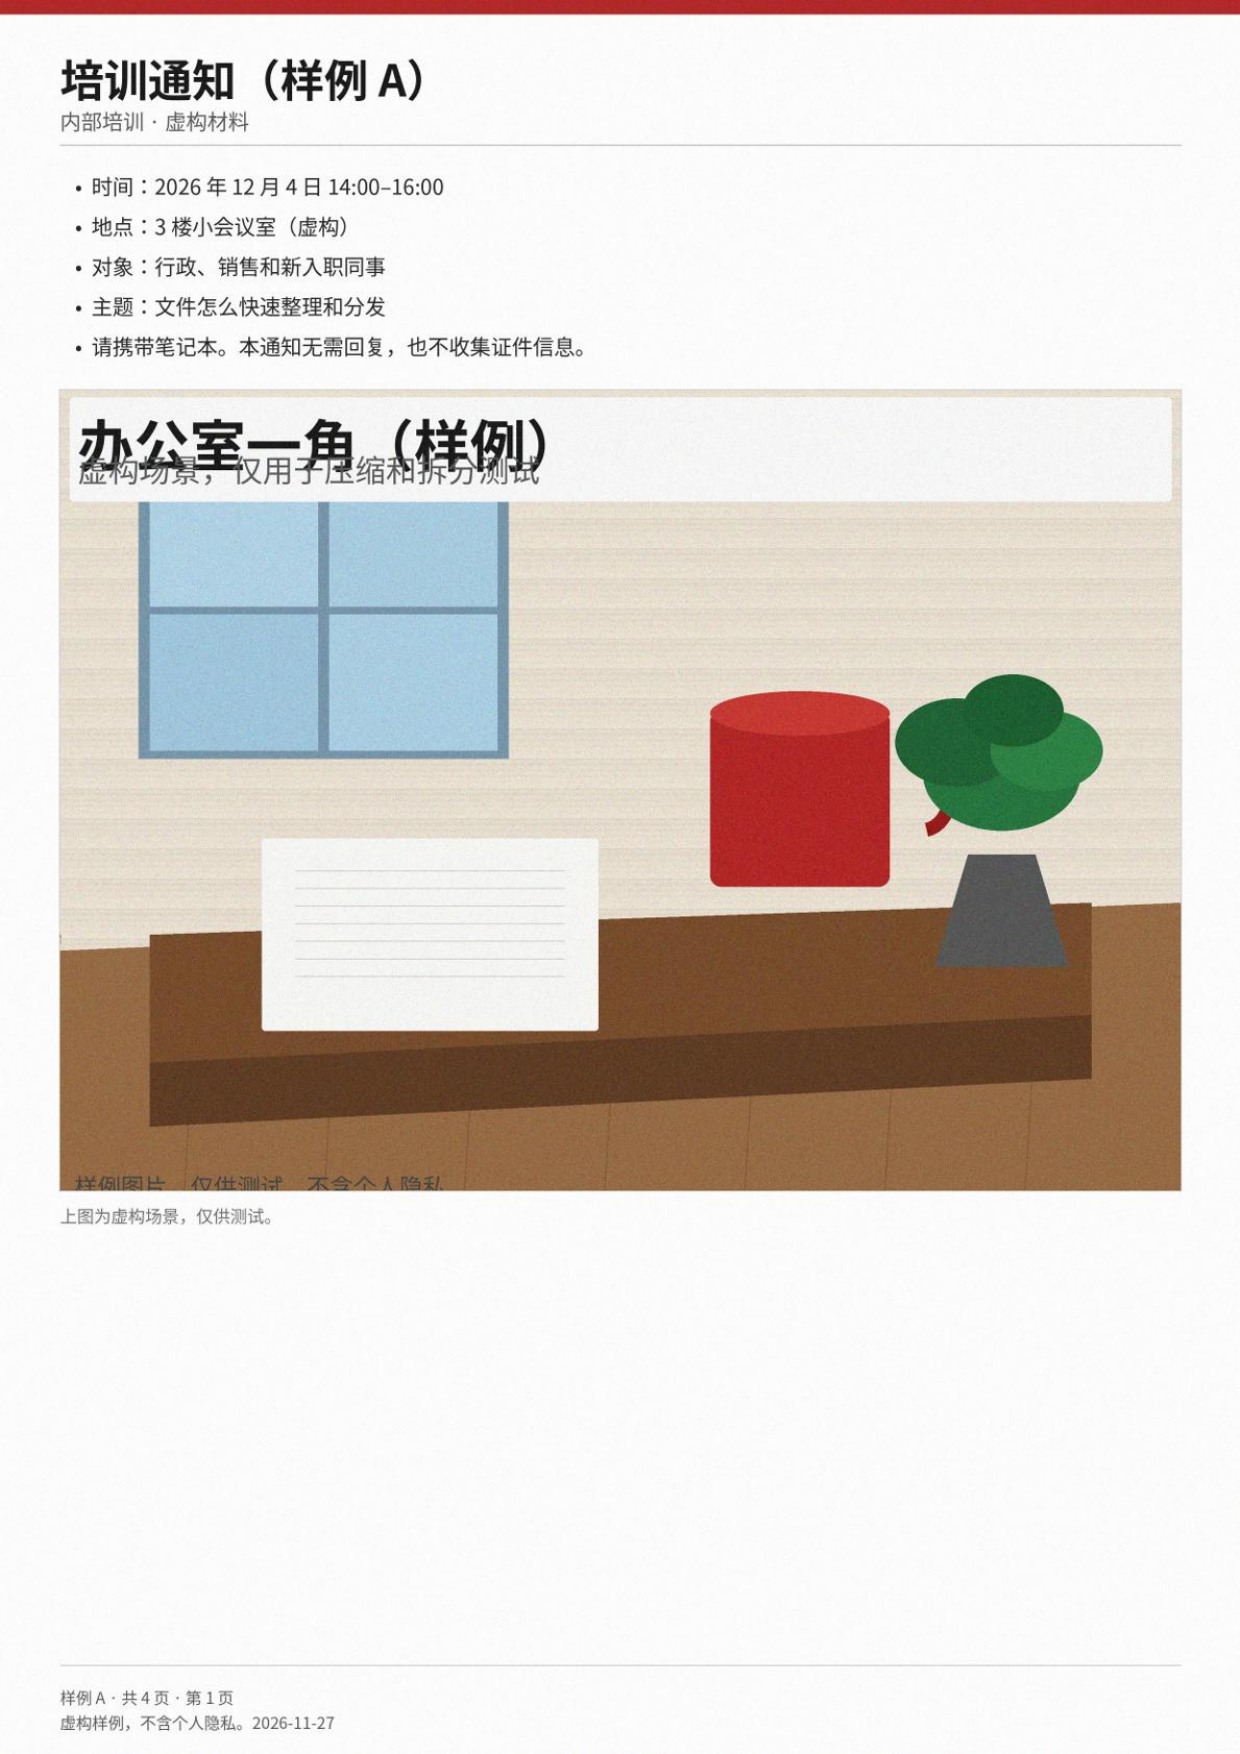 培训通知（样例 A）
内部培训 · 虚构材料
• 时间：2026 年 12 月 4 日 14:00–16:00
• 地点：3 楼小会议室（虚构）
• 对象：行政、销售和新入职同事
• 主题：文件怎么快速整理和分发
• 请携带笔记本。本通知无需回复，也不收集证件信息。
办公室一角（样例）
虚构场景，仅用于压缩和拆分测试
样例图片 仅供测试 不含个人隐私
上图为虚构场景，仅供测试。
样例 A · 共 4 页 · 第 1 页
虚构样例，不含个人隐私。2026-11-27